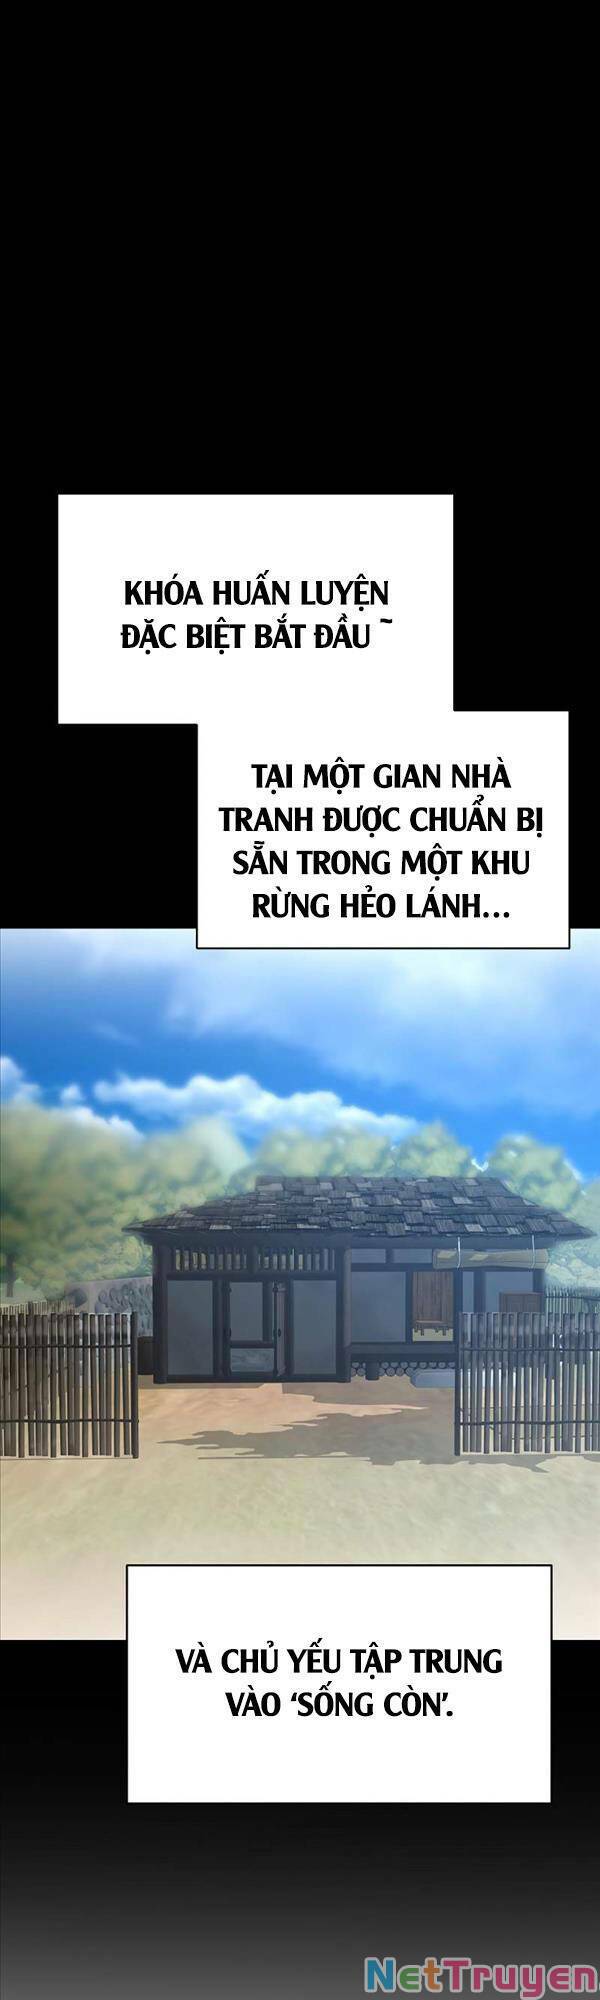 KHÓA HUẤN LUYỆN
ĐẶC BIỆT BẮT ĐẦU ~
TẠI MỘT GIAN NHÀ
TRANH ĐƯỢC CHUẨN BỊ
SẴN TRONG MỘT KHU
RỪNG HẺO LÁNH...
VÀ CHỦ YẾU TẬP TRUNG
VÀO ‘SỐNG CÒN’.
NetTruyen